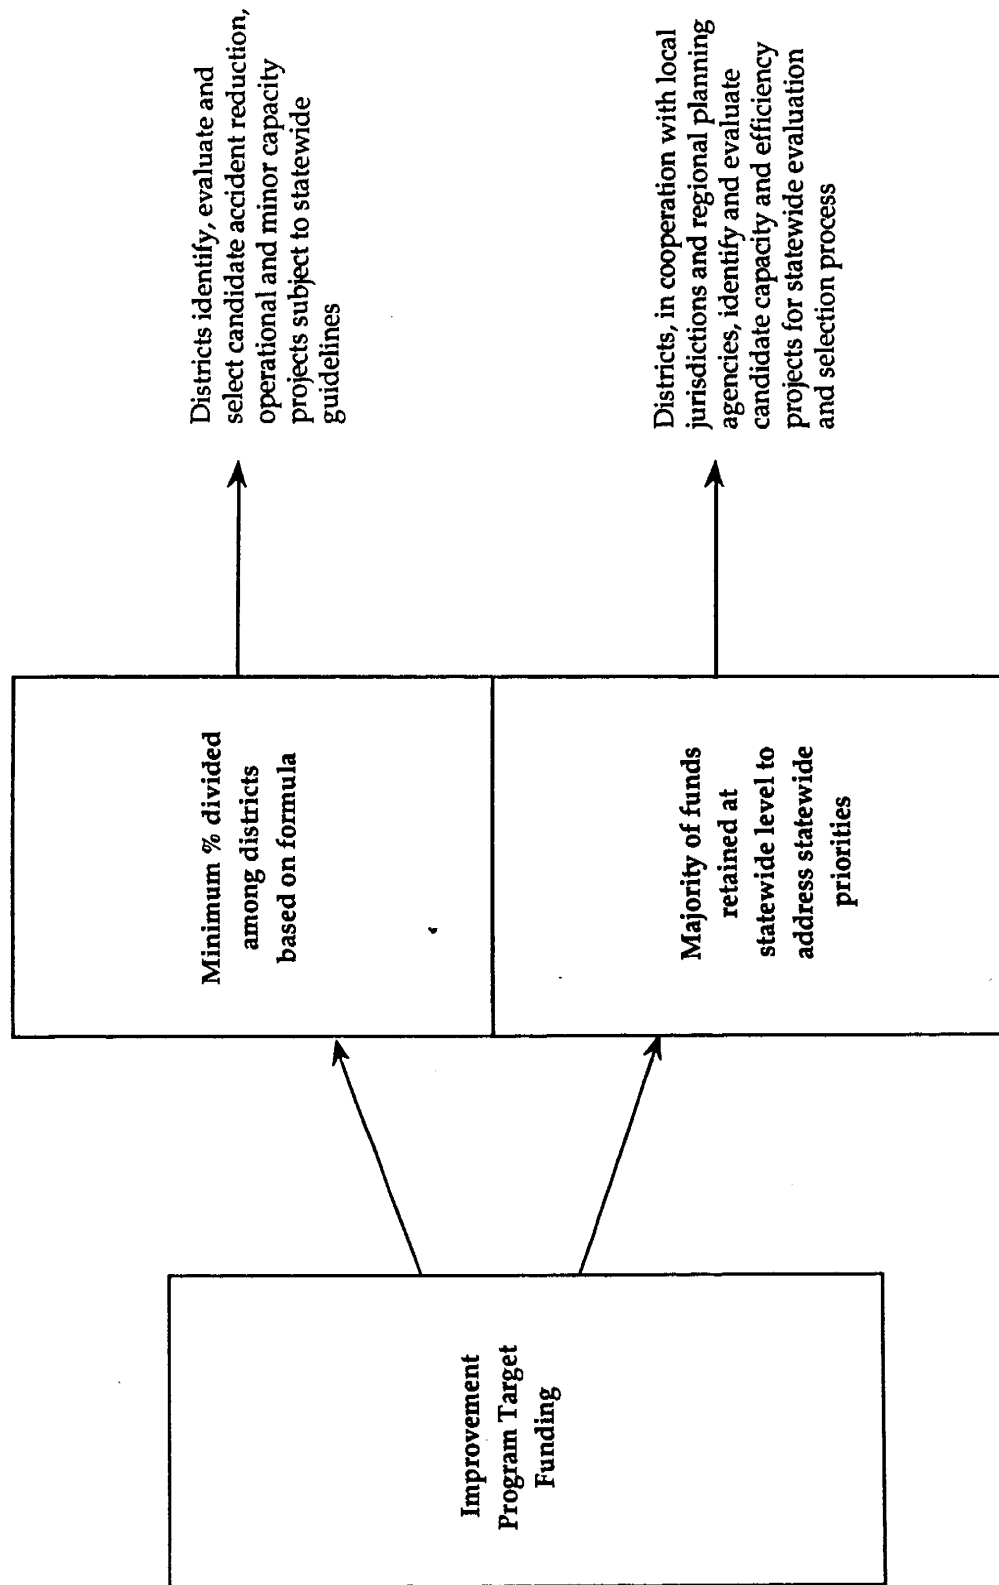 Improvement
Program Target
Funding
Minimum % divided
among districts
based on formula
Majority of funds
retained at
statewide level to
address statewide
priorities
Districts identify, evaluate and
select candidate accident reduction,
operational and minor capacity
projects subject to statewide
guidelines
Districts, in cooperation with local
jurisdictions and regional planning
agencies, identify and evaluate
candidate capacity and efficiency
projects for statewide evaluation
and selection process